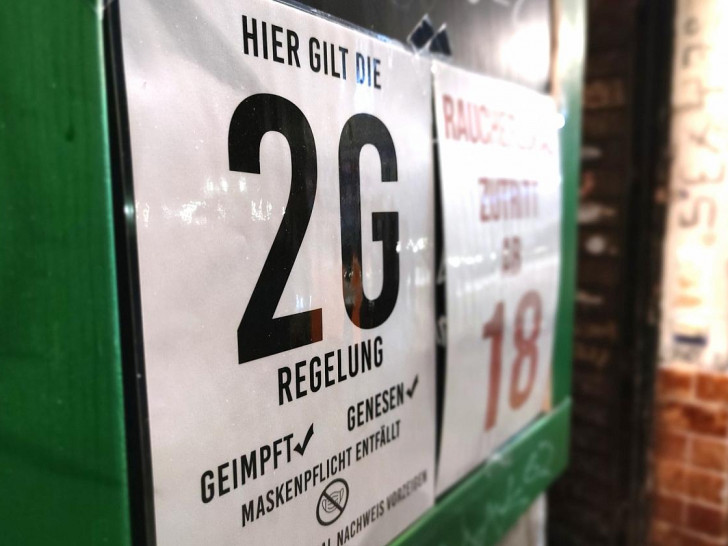 HIER GILT DIE
2G
REGELUNG
GEIMPFT✓ GENESEN✓
MASKENPFLICHT ENTFÄLLT
NACHWEIS VORZEIGEN
ZUTRITT
AB
18